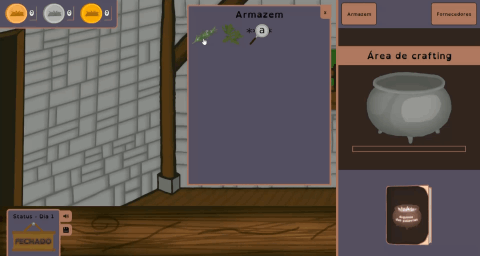 0 0 0
Armazem
a
Armazem
Fornecedores
Área de crafting
Status - Dia 1
FECHADO